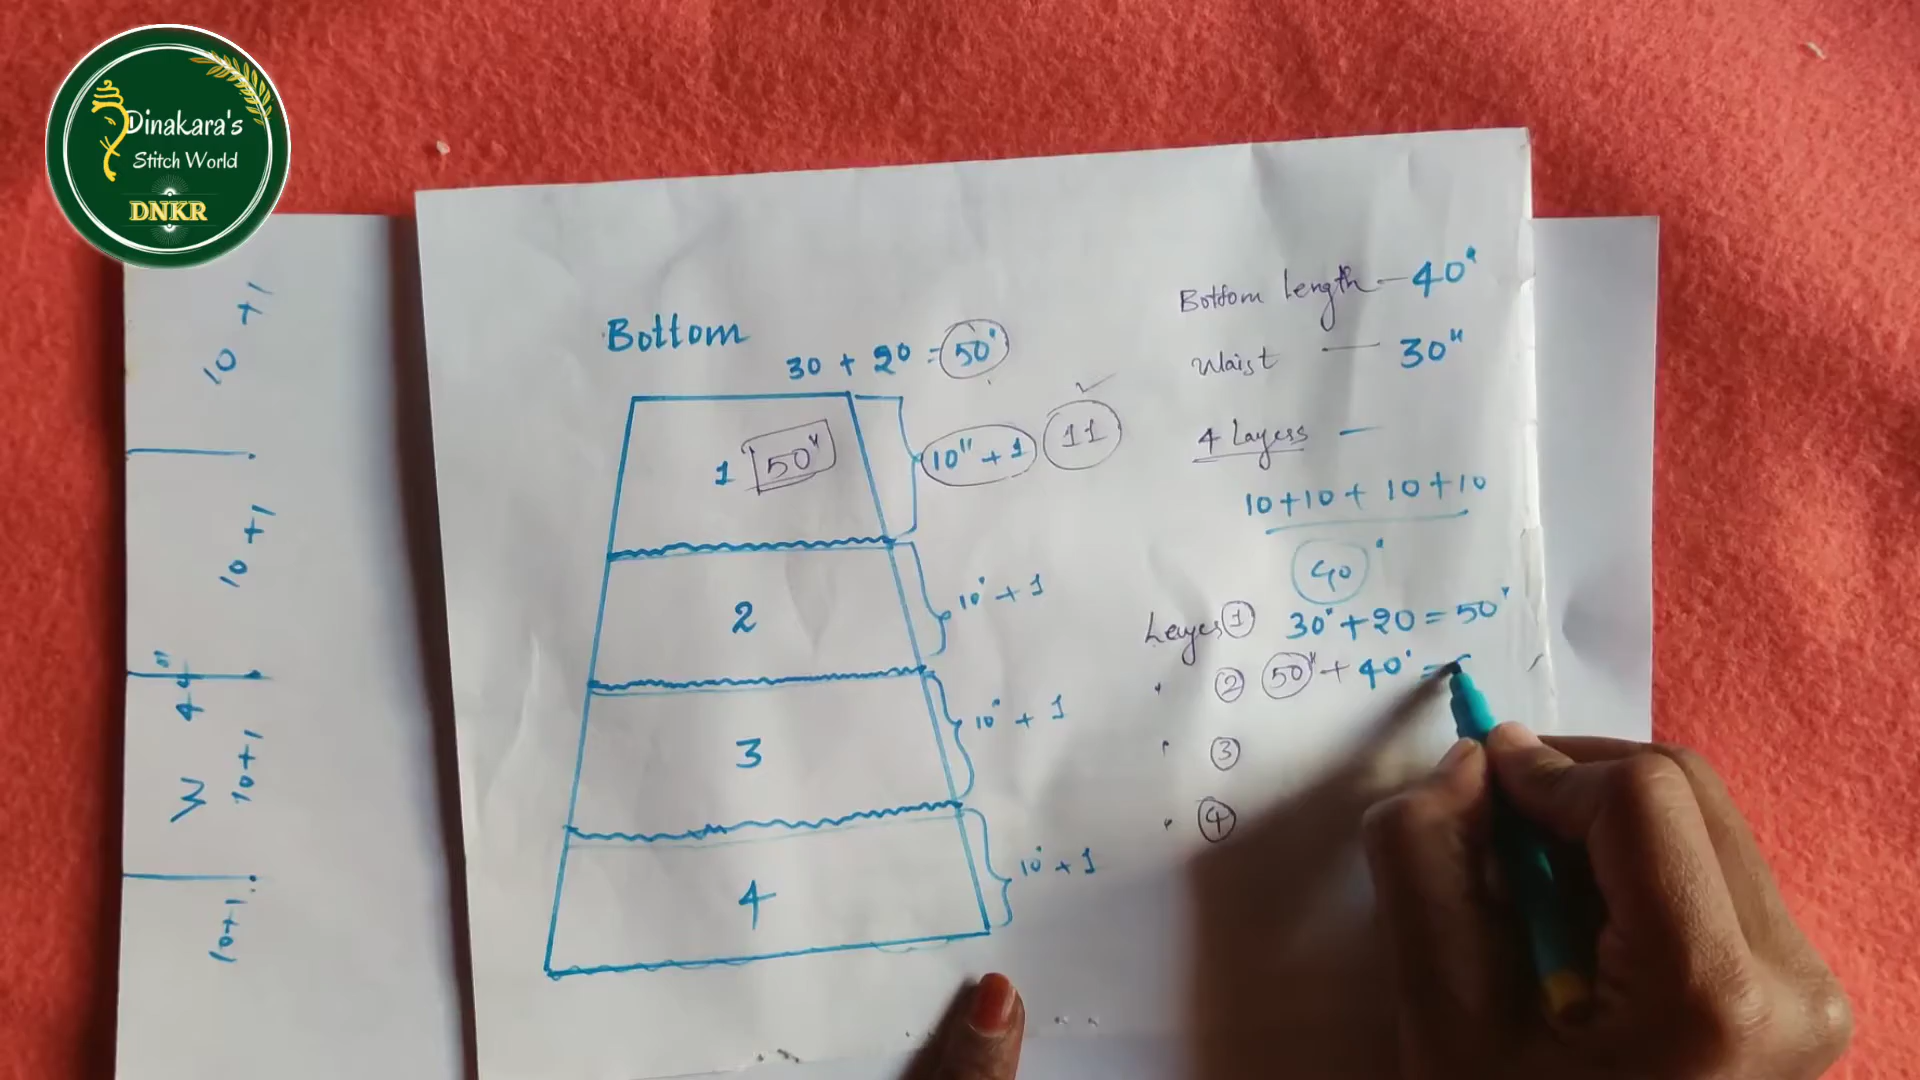 Dinakara's
Stitch World
DNKR
10 +1
10 +1
W 44"
10+1
10+1
Bottom
30 + 20 = 50"
1 50"
10" + 1 11
2
10" + 1
3
10" + 1
4
10" + 1
Bottom Length - 40"
Waist - 30"
4 Layers -
10+10+10+10
40"
Layer 1 30" + 20 = 50"
" 2 50" + 40" =
" 3
" 4